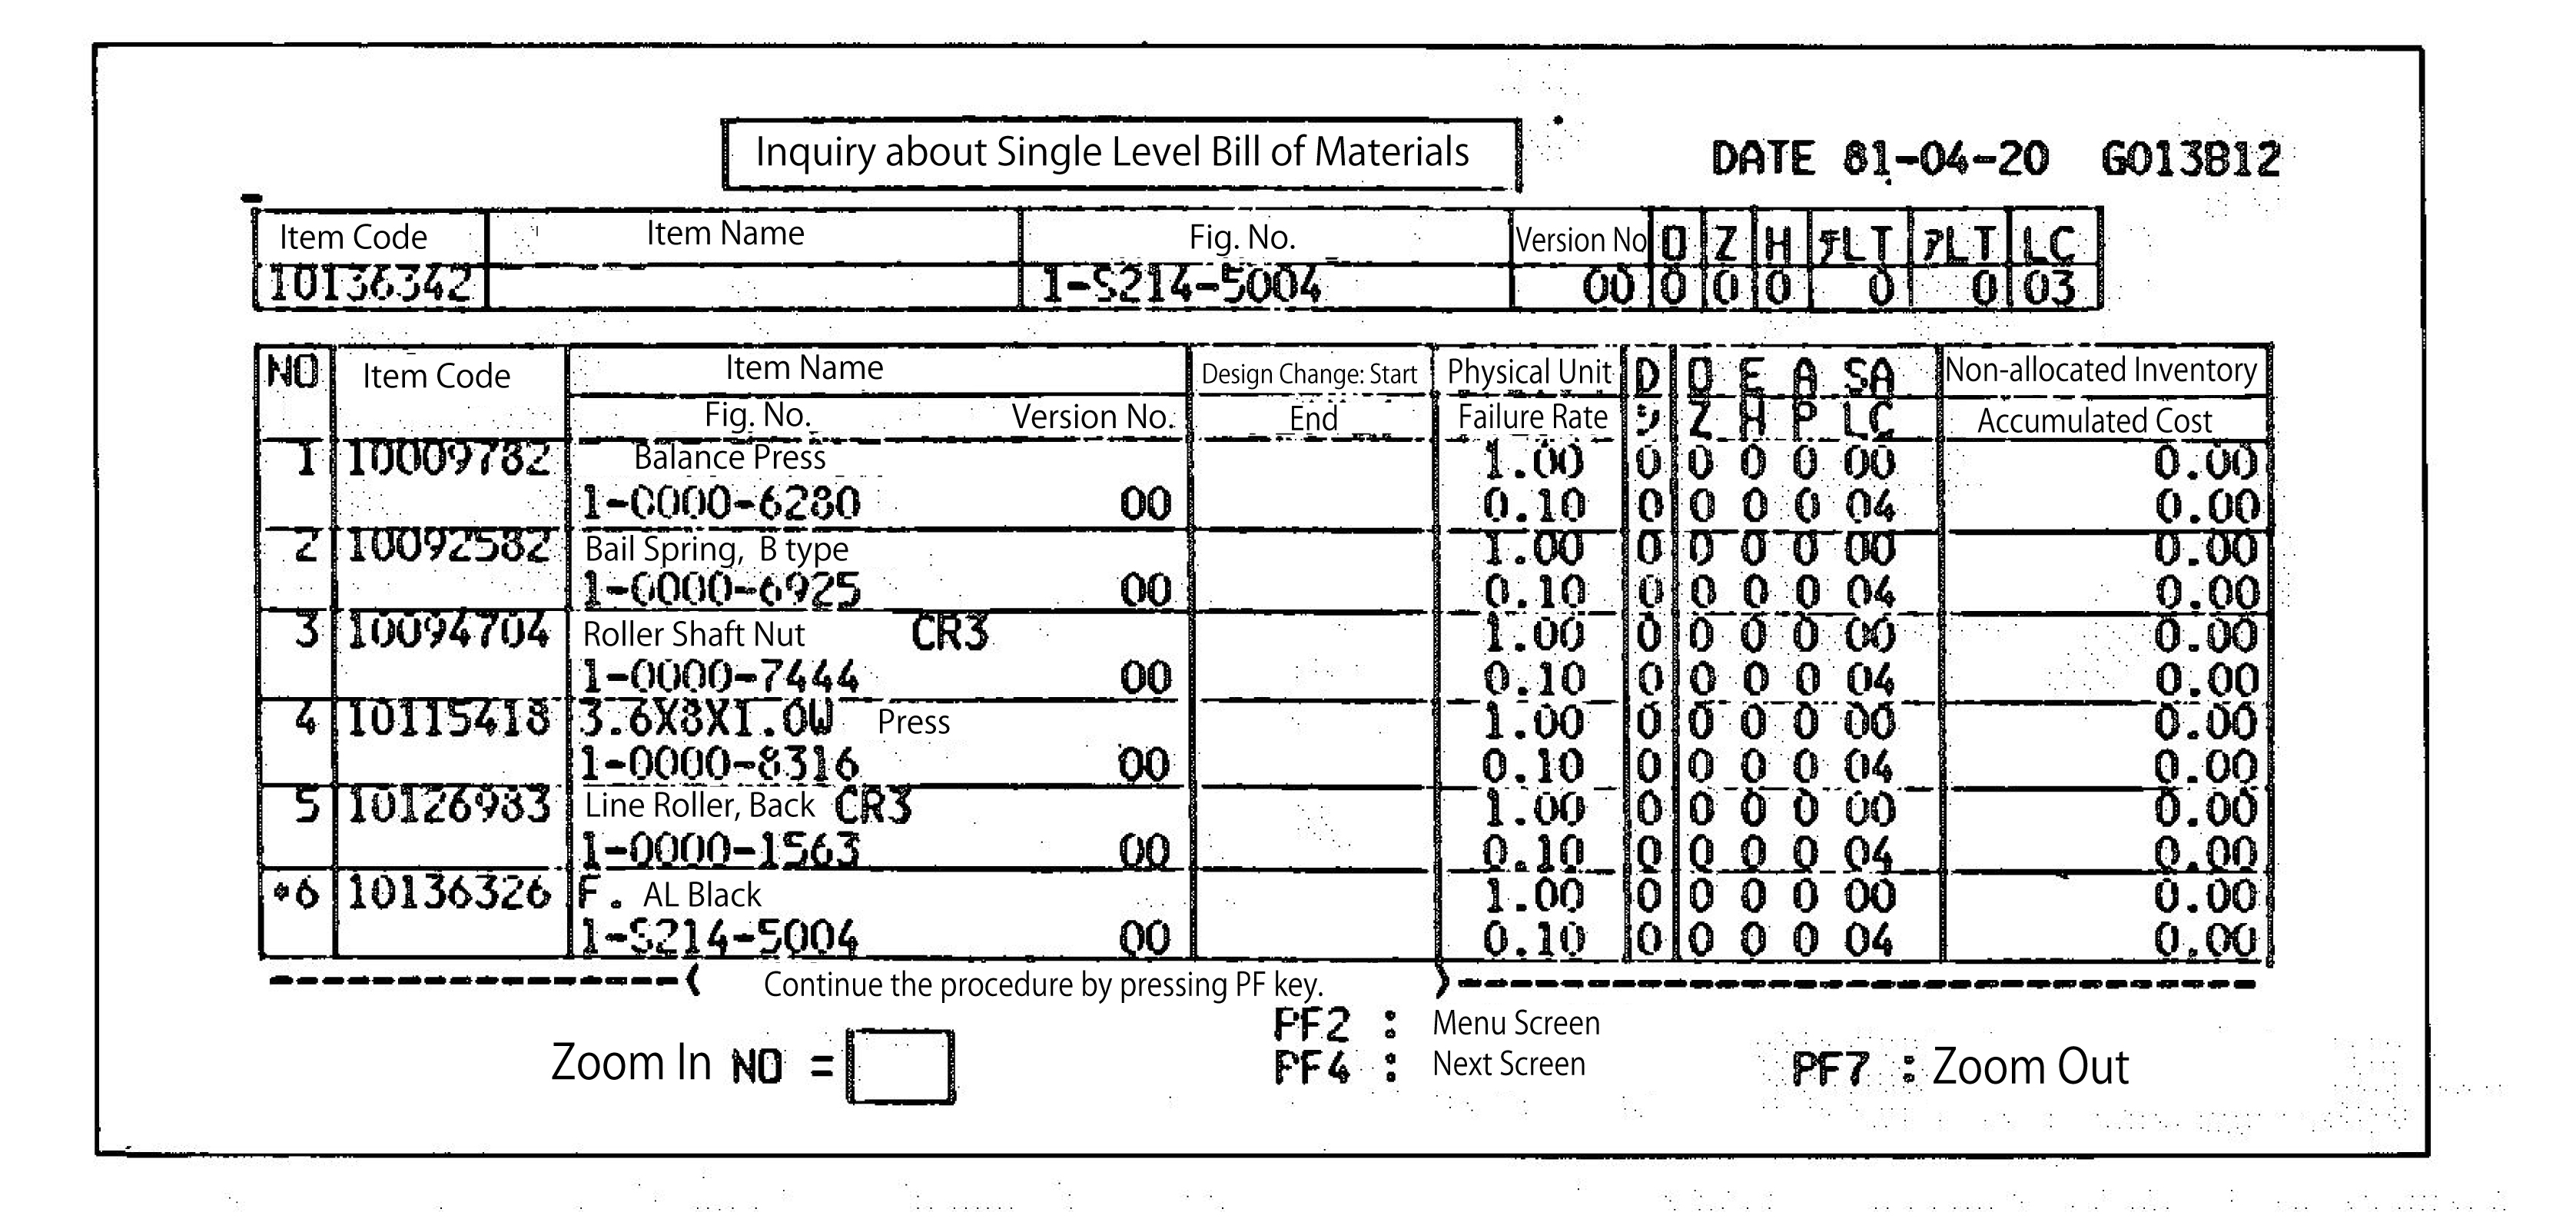 Inquiry about Single Level Bill of Materials
DATE 81-04-20 G013B12
Item Code Item Name Fig. No. Version No O Z H ﾃLT ｱLT LC
10136342 1-S214-5004 00 0 0 0 0 0 03
NO Item Code Item Name Design Change: Start Physical Unit D O E A SA Non-allocated Inventory
Fig. No. Version No. End Failure Rate ｼ Z H P LC Accumulated Cost
1 10009782 Balance Press 1.00 0 0 0 0 00 0.00
1-0000-6280 00 0.10 0 0 0 0 04 0.00
2 10092582 Bail Spring, B type 1.00 0 0 0 0 00 0.00
1-0000-6925 00 0.10 0 0 0 0 04 0.00
3 10094704 Roller Shaft Nut CR3 1.00 0 0 0 0 00 0.00
1-0000-7444 00 0.10 0 0 0 0 04 0.00
4 10115418 3.6X8X1.0W Press 1.00 0 0 0 0 00 0.00
1-0000-8316 00 0.10 0 0 0 0 04 0.00
5 10126983 Line Roller, Back CR3 1.00 0 0 0 0 00 0.00
1-0000-1563 00 0.10 0 0 0 0 04 0.00
*6 10136326 F. AL Black 1.00 0 0 0 0 00 0.00
1-S214-5004 00 0.10 0 0 0 0 04 0.00
----------------( Continue the procedure by pressing PF key. )-------------------------------
PF2 : Menu Screen
Zoom In NO = PF4 : Next Screen PF7 : Zoom Out